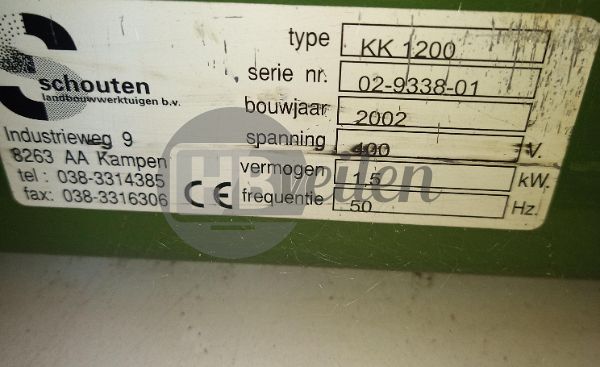 schouten
landbouwwerktuigen b.v.
Industrieweg 9
8263 AA Kampen
tel : 038-3314385
fax: 038-3316306
CE
type KK 1200
serie nr. 02-9338-01
bouwjaar 2002
spanning 400 V.
vermogen 1.5 kW.
frequentie 50 Hz.
HB veilen